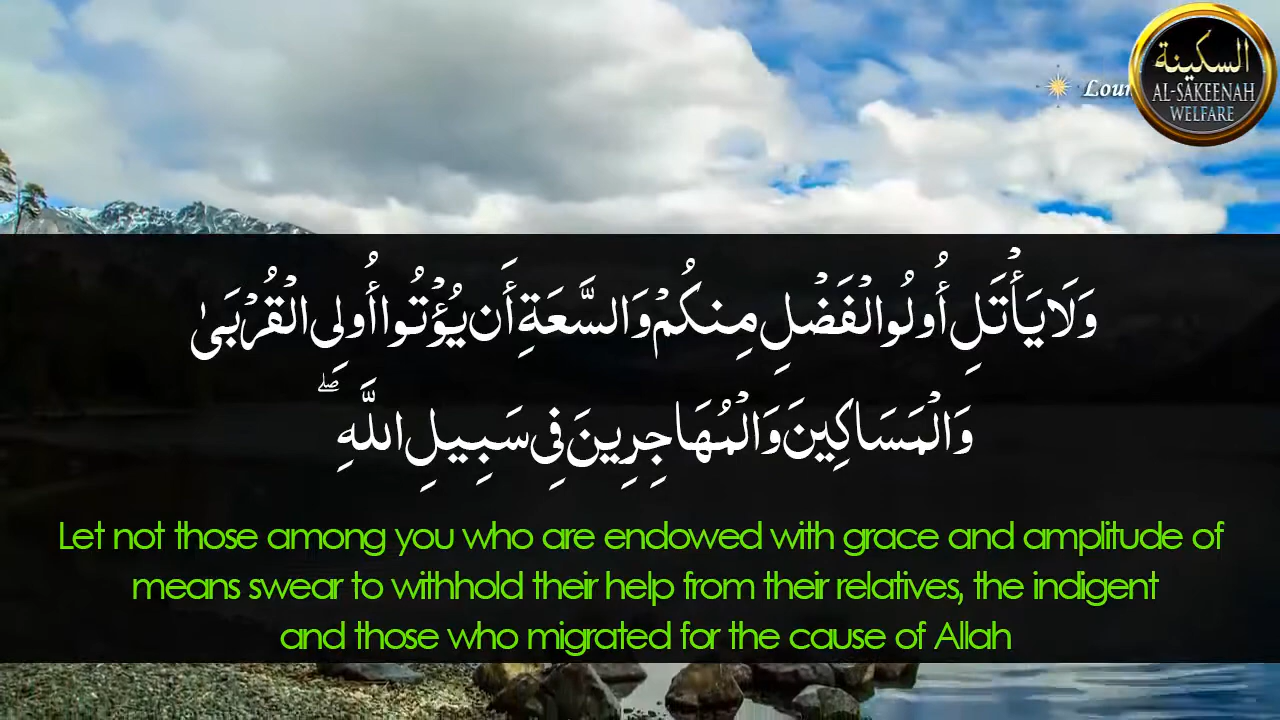 السكينة
AL-SAKEENAH
WELFARE
وَلَا يَأْتَلِ أُولُوا الْفَضْلِ مِنكُمْ وَالسَّعَةِ أَن يُؤْتُوا أُولِي الْقُرْبَىٰ
وَالْمَسَاكِينَ وَالْمُهَاجِرِينَ فِي سَبِيلِ اللَّهِ ۖ
Let not those among you who are endowed with grace and amplitude of
means swear to withhold their help from their relatives, the indigent
and those who migrated for the cause of Allah